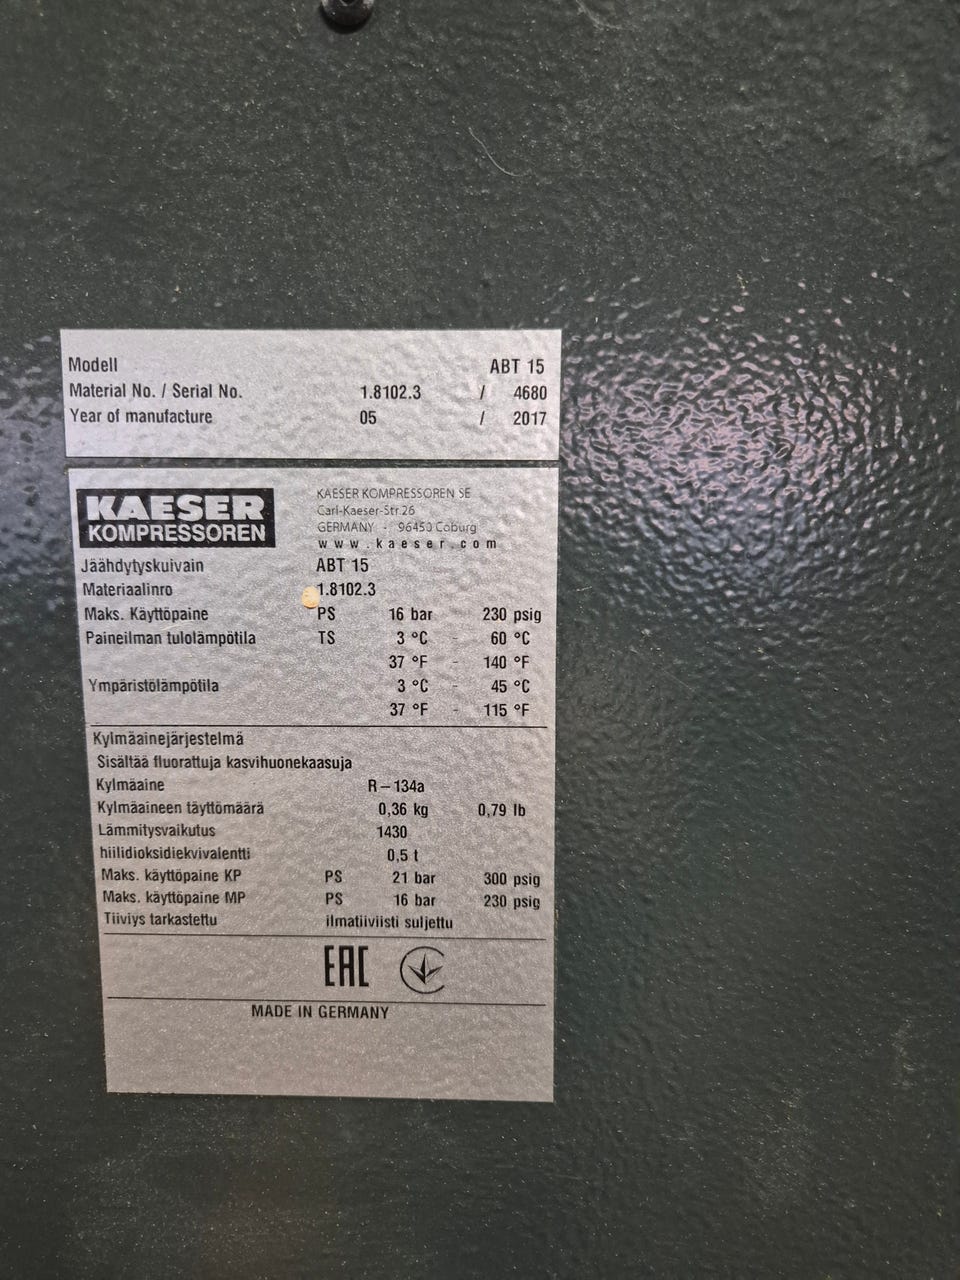 Modell ABT 15
Material No. / Serial No. 1.8102.3 / 4680
Year of manufacture 05 / 2017
KAESER
KOMPRESSOREN
KAESER KOMPRESSOREN SE
Carl-Kaeser-Str.26
GERMANY - 96450 Coburg
www.kaeser.com
Jäähdytyskuivain ABT 15
Materiaalinro 1.8102.3
Maks. Käyttöpaine PS 16 bar 230 psig
Paineilman tulolämpötila TS 3 °C - 60 °C
37 °F - 140 °F
Ympäristölämpötila 3 °C - 45 °C
37 °F - 115 °F
Kylmäainejärjestelmä
Sisältää fluorattuja kasvihuonekaasuja
Kylmäaine R-134a
Kylmäaineen täyttömäärä 0,36 kg 0,79 lb
Lämmitysvaikutus 1430
hiilidioksidiekvivalentti 0,5 t
Maks. käyttöpaine KP PS 21 bar 300 psig
Maks. käyttöpaine MP PS 16 bar 230 psig
Tiiviys tarkastettu ilmatiiviisti suljettu
EAC
MADE IN GERMANY